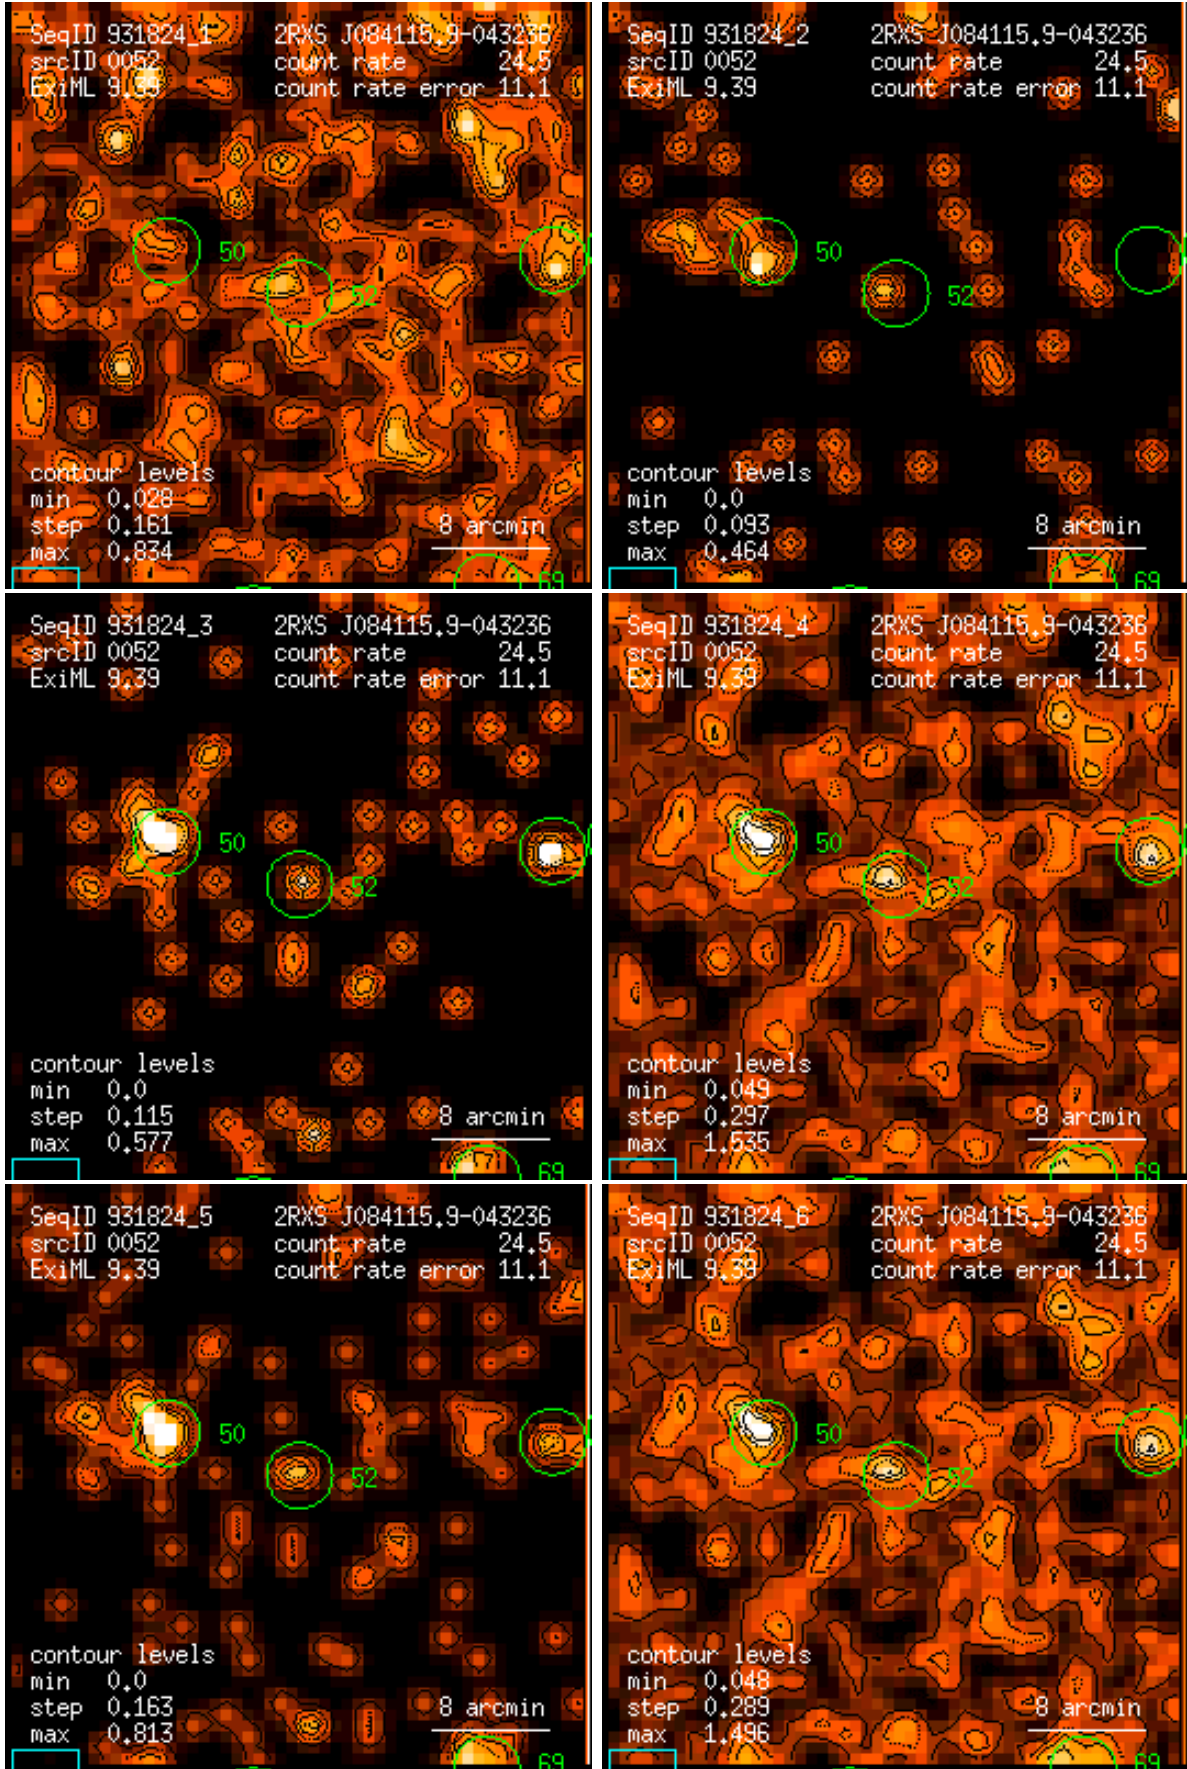 SeqID 931824_1 2RXS J084115.9-043236
srcID 0052 count rate 24.5
ExiML 9.39 count rate error 11.1
50
52
contour levels
min 0.028
step 0.161 8 arcmin
max 0.834
69
SeqID 931824_2 2RXS J084115.9-043236
srcID 0052 count rate 24.5
ExiML 9.39 count rate error 11.1
50
52
contour levels
min 0.0
step 0.093 8 arcmin
max 0.464
69
SeqID 931824_3 2RXS J084115.9-043236
srcID 0052 count rate 24.5
ExiML 9.39 count rate error 11.1
50
52
contour levels
min 0.0
step 0.115 8 arcmin
max 0.577
69
SeqID 931824_4 2RXS J084115.9-043236
srcID 0052 count rate 24.5
ExiML 9.39 count rate error 11.1
50
52
contour levels
min 0.049
step 0.297 8 arcmin
max 1.535
69
SeqID 931824_5 2RXS J084115.9-043236
srcID 0052 count rate 24.5
ExiML 9.39 count rate error 11.1
50
52
contour levels
min 0.0
step 0.163 8 arcmin
max 0.813
69
SeqID 931824_6 2RXS J084115.9-043236
srcID 0052 count rate 24.5
ExiML 9.39 count rate error 11.1
50
52
contour levels
min 0.048
step 0.289 8 arcmin
max 1.496
69